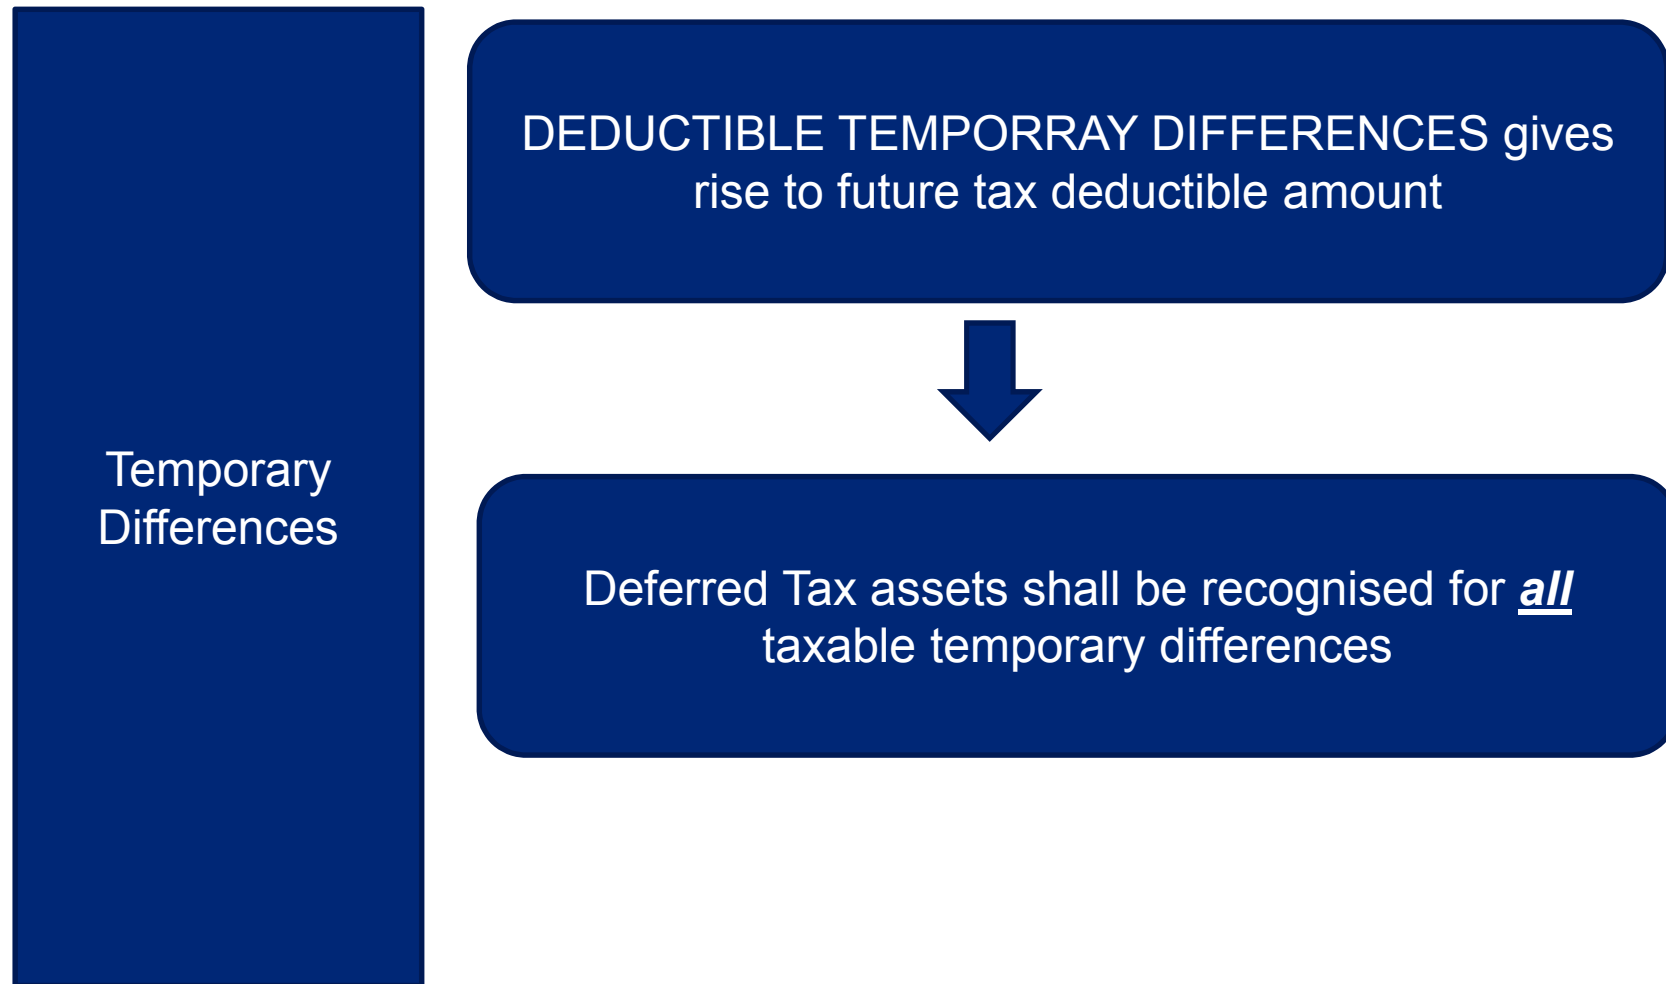 Temporary
Differences
DEDUCTIBLE TEMPORRAY DIFFERENCES gives
rise to future tax deductible amount
Deferred Tax assets shall be recognised for all
taxable temporary differences